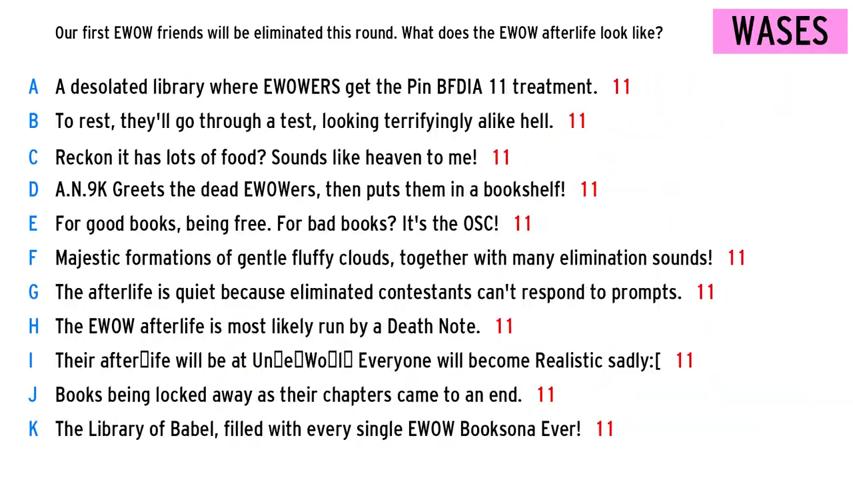 Our first EWOW friends will be eliminated this round. What does the EWOW afterlife look like?
WASES
A A desolated library where EWOWERS get the Pin BFDIA 11 treatment. 11
B To rest, they'll go through a test, looking terrifyingly alike hell. 11
C Reckon it has lots of food? Sounds like heaven to me! 11
D A.N.9K Greets the dead EWOWers, then puts them in a bookshelf! 11
E For good books, being free. For bad books? It's the OSC! 11
F Majestic formations of gentle fluffy clouds, together with many elimination sounds! 11
G The afterlife is quiet because eliminated contestants can't respond to prompts. 11
H The EWOW afterlife is most likely run by a Death Note. 11
I Their after▯ife will be at Un▯e▯Wo▯l▯ Everyone will become Realistic sadly:[ 11
J Books being locked away as their chapters came to an end. 11
K The Library of Babel, filled with every single EWOW Booksona Ever! 11